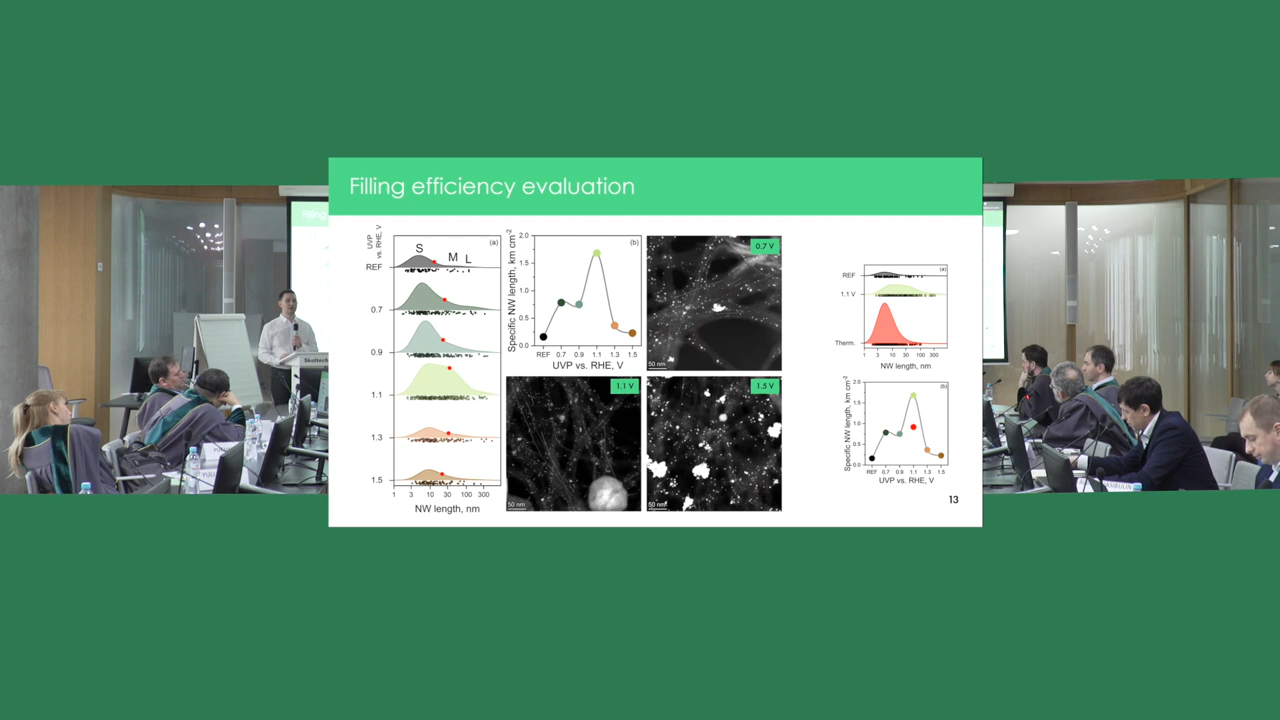 Filling efficiency evaluation
UVP
vs. RHE, V
(a)
S
M L
REF
0.7
0.9
1.1
1.3
1.5
1 3 10 30 100 300
NW length, nm
(b)
Specific NW length, km cm-2
2.0
1.5
1.0
0.5
0.0
REF 0.7 0.9 1.1 1.3 1.5
UVP vs. RHE, V
0.7 V
50 nm
1.1 V
50 nm
1.5 V
50 nm
(a)
REF
1.1 V
Therm.
1 3 10 30 100 300
NW length, nm
(b)
Specific NW length, km cm-2
2.0
1.5
1.0
0.5
0.0
REF 0.7 0.9 1.1 1.3 1.5
UVP vs. RHE, V
13
Filling
Skoltech